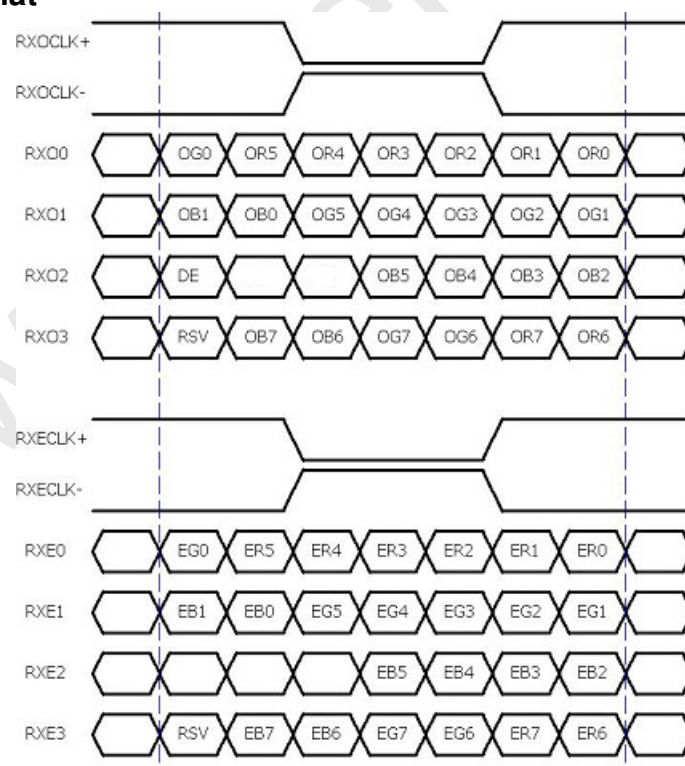 RXOCLK+
RXOCLK-
RXO0 OG0 OR5 OR4 OR3 OR2 OR1 OR0
RXO1 OB1 OB0 OG5 OG4 OG3 OG2 OG1
RXO2 DE OB5 OB4 OB3 OB2
RXO3 RSV OB7 OB6 OG7 OG6 OR7 OR6
RXECLK+
RXECLK-
RXE0 EG0 ER5 ER4 ER3 ER2 ER1 ER0
RXE1 EB1 EB0 EG5 EG4 EG3 EG2 EG1
RXE2 EB5 EB4 EB3 EB2
RXE3 RSV EB7 EB6 EG7 EG6 ER7 ER6